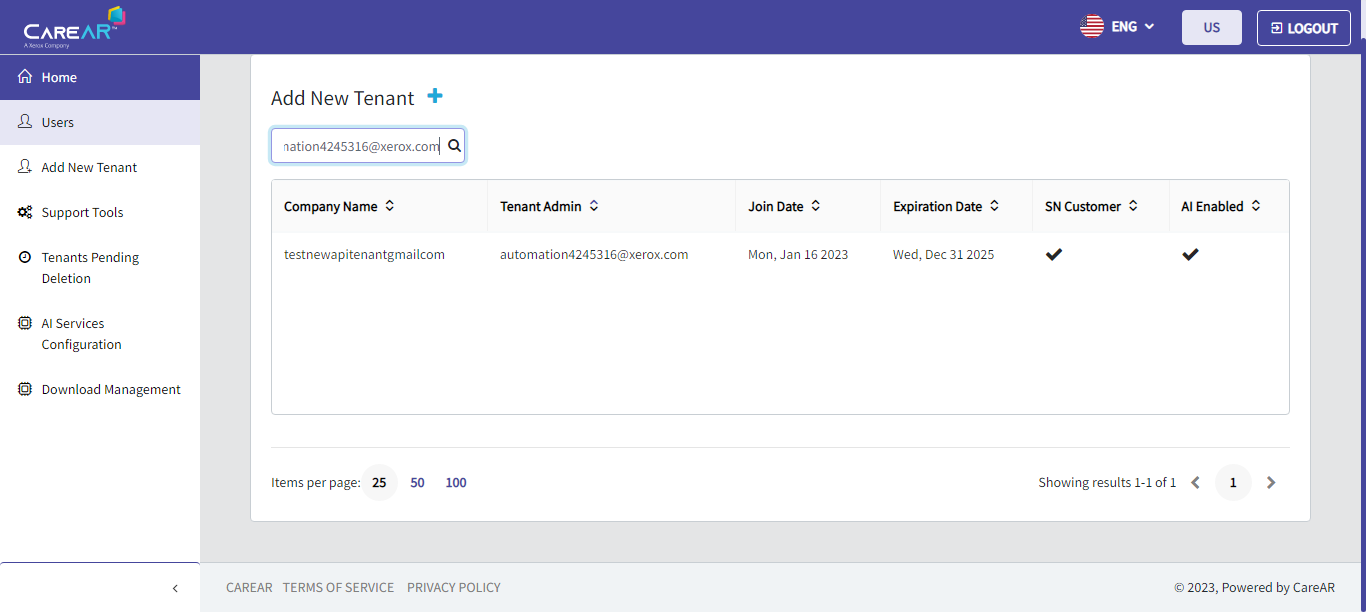 CAREAR™
A Xerox Company
ENG
US
LOGOUT
Home
Users
Add New Tenant
Support Tools
Tenants Pending
Deletion
AI Services
Configuration
Download Management
Add New Tenant
nation4245316@xerox.com
Company Name Tenant Admin Join Date Expiration Date SN Customer AI Enabled
testnewapitenantgmailcom automation4245316@xerox.com Mon, Jan 16 2023 Wed, Dec 31 2025
Items per page: 25 50 100
Showing results 1-1 of 1 1
CAREAR TERMS OF SERVICE PRIVACY POLICY
© 2023, Powered by CareAR